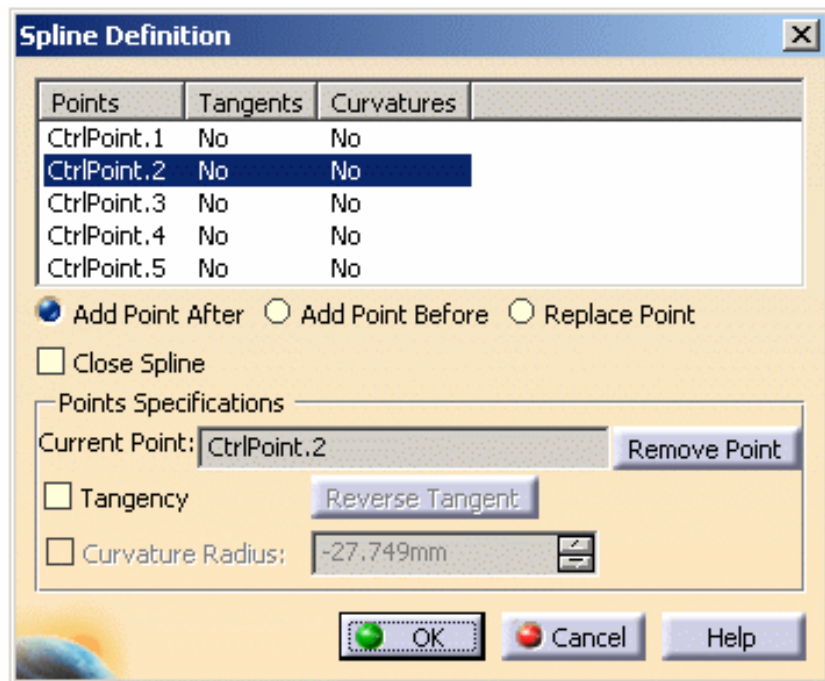 Spline Definition
Points Tangents Curvatures
CtrlPoint.1 No No
CtrlPoint.2 No No
CtrlPoint.3 No No
CtrlPoint.4 No No
CtrlPoint.5 No No
Add Point After Add Point Before Replace Point
Close Spline
Points Specifications
Current Point: CtrlPoint.2 Remove Point
Tangency Reverse Tangent
Curvature Radius: -27.749mm
OK Cancel Help